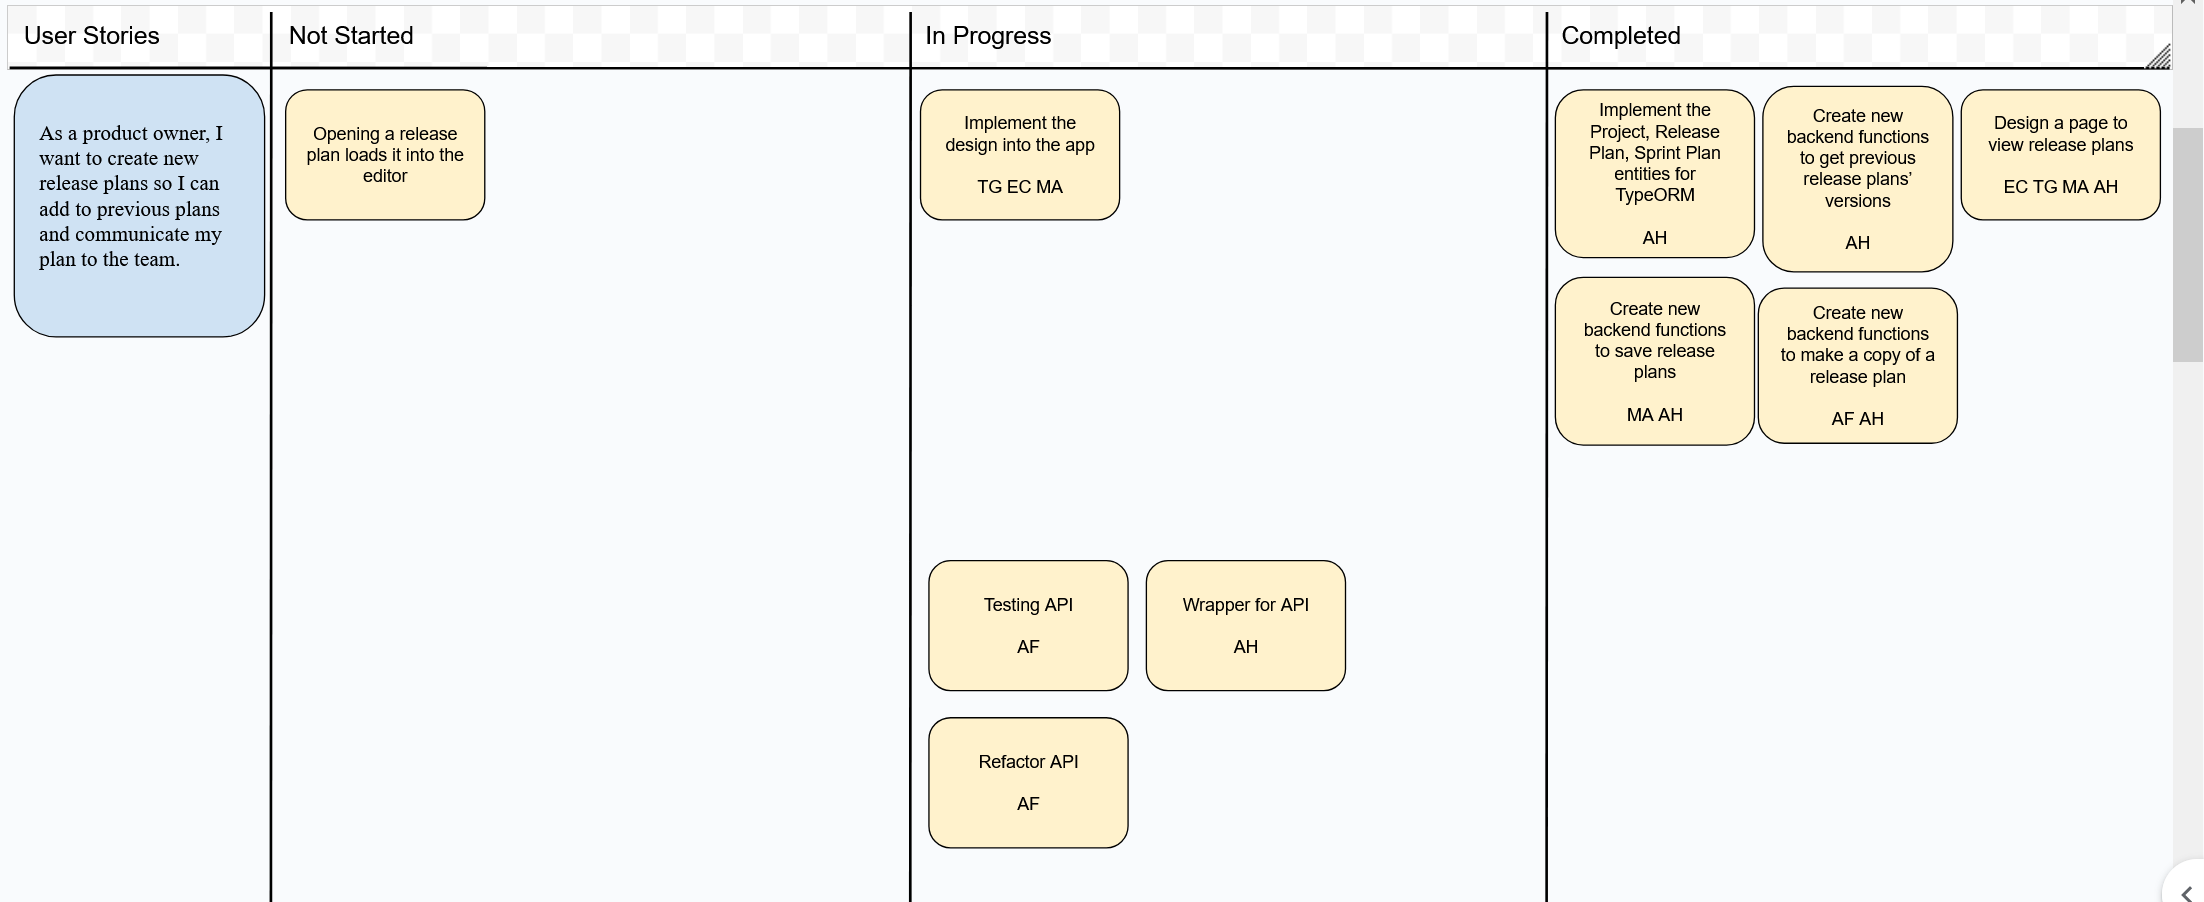 User Stories
Not Started
In Progress
Completed
As a product owner, I
want to create new
release plans so I can
add to previous plans
and communicate my
plan to the team.
Opening a release
plan loads it into the
editor
Implement the
design into the app
TG EC MA
Testing API
AF
Wrapper for API
AH
Refactor API
AF
Implement the
Project, Release
Plan, Sprint Plan
entities for
TypeORM
AH
Create new
backend functions
to get previous
release plans’
versions
AH
Design a page to
view release plans
EC TG MA AH
Create new
backend functions
to save release
plans
MA AH
Create new
backend functions
to make a copy of a
release plan
AF AH